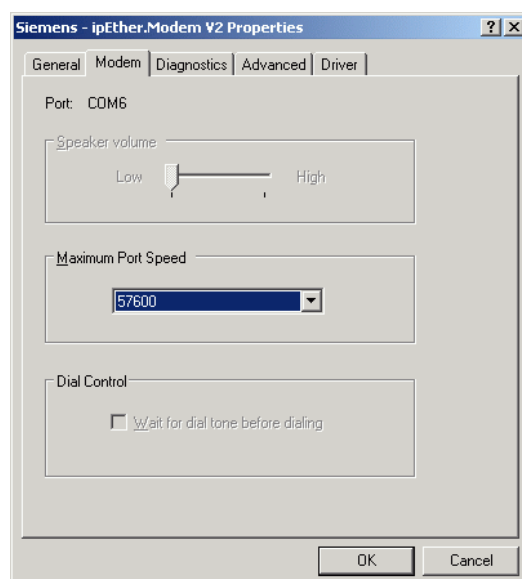 Siemens - ipEther.Modem V2 Properties
General Modem Diagnostics Advanced Driver
Port: COM6
Speaker volume
Low High
Maximum Port Speed
57600
Dial Control
Wait for dial tone before dialing
OK Cancel